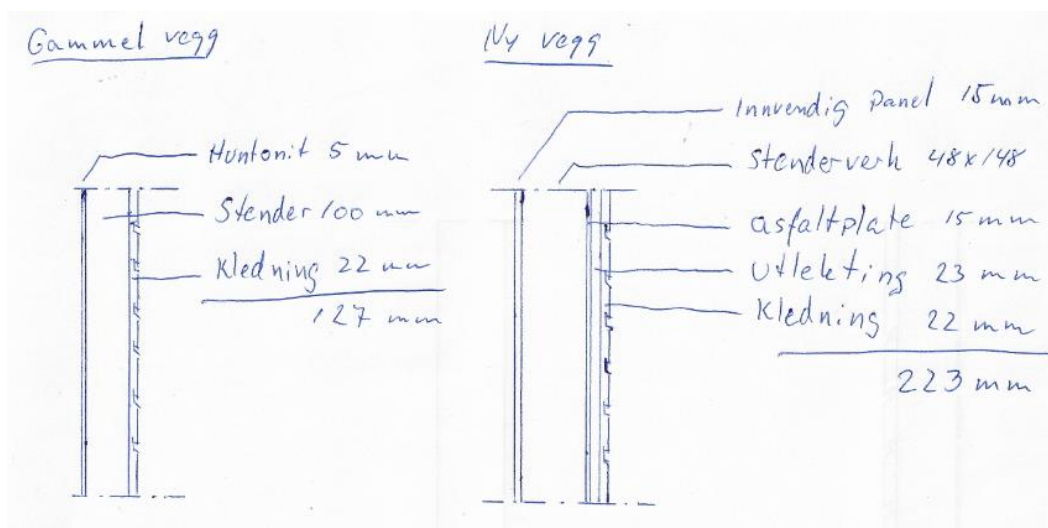 Gammel vegg
Huntonit 5 mm
Stender 100 mm
Kledning 22 mm
127 mm
Ny vegg
Innvendig Panel 15 mm
Stenderverk 48x148
asfaltplate 15 mm
Utlekting 23 mm
Kledning 22 mm
223 mm